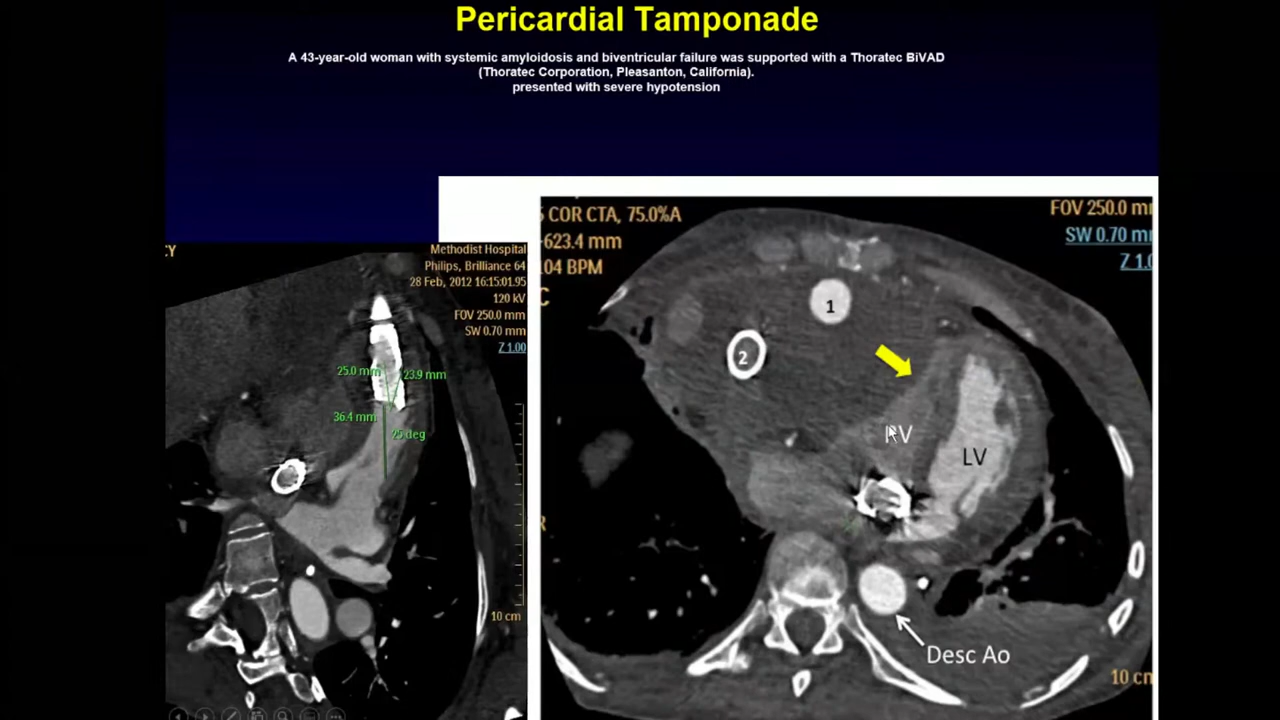 Pericardial Tamponade
A 43-year-old woman with systemic amyloidosis and biventricular failure was supported with a Thoratec BiVAD
(Thoratec Corporation, Pleasanton, California).
presented with severe hypotension
CY
Methodist Hospital
Philips, Brilliance 64
28 Feb, 2012 16:15:01.95
120 kV
FOV 250.0 mm
SW 0.70 mm
Z 1.00
25.0 mm
23.9 mm
36.4 mm
25 deg
10 cm
COR CTA, 75.0%A
-623.4 mm
104 BPM
C
FOV 250.0 mm
SW 0.70 mm
Z 1.0
1
2
RV
LV
R
Desc Ao
10 cm